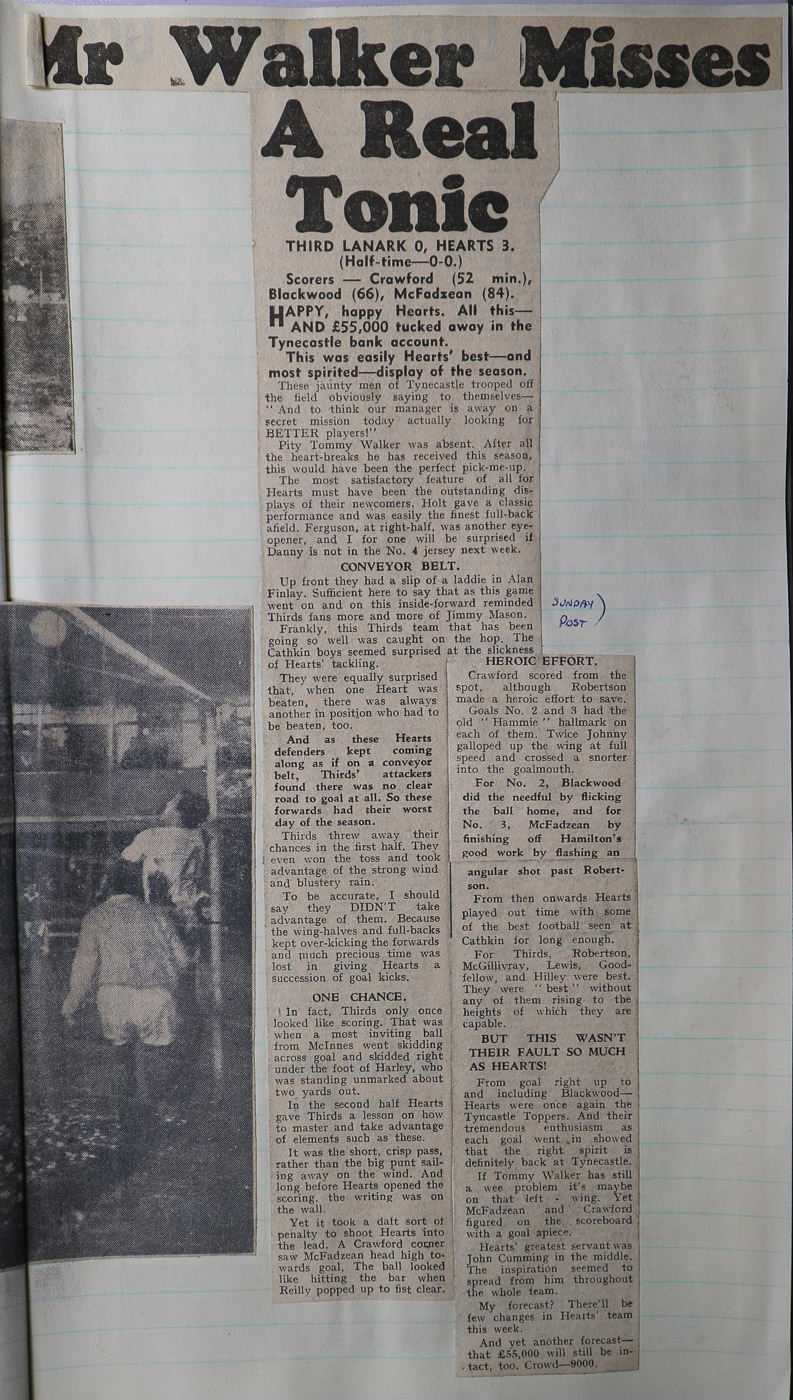 Mr Walker Misses
A Real
Tonic
THIRD LANARK 0, HEARTS 3.
(Half-time—0-0.)
Scorers — Crawford (52 min.),
Blackwood (66), McFadzean (84).
HAPPY, happy Hearts. All this—
AND £55,000 tucked away in the
Tynecastle bank account.
This was easily Hearts' best—and
most spirited—display of the season.
These jaunty men of Tynecastle trooped off
the field obviously saying to themselves—
" And to think our manager is away on a
secret mission today actually looking for
BETTER players!"
Pity Tommy Walker was absent. After all
the heart-breaks he has received this season,
this would have been the perfect pick-me-up.
The most satisfactory feature of all for
Hearts must have been the outstanding dis-
plays of their newcomers. Holt gave a classic
performance and was easily the finest full-back
afield. Ferguson, at right-half, was another eye-
opener, and I for one will be surprised if
Danny is not in the No. 4 jersey next week.
CONVEYOR BELT.
Up front they had a slip of a laddie in Alan
Finlay. Sufficient here to say that as this game
went on and on this inside-forward reminded
Thirds fans more and more of Jimmy Mason.
Frankly, this Thirds team that has been
going so well was caught on the hop. The
Cathkin boys seemed surprised at the slickness
of Hearts' tackling.
They were equally surprised
that, when one Heart was
beaten, there was always
another in position who had to
be beaten, too.
And as these Hearts
defenders kept coming
along as if on a conveyor
belt, Thirds' attackers
found there was no clear
road to goal at all. So these
forwards had their worst
day of the season.
Thirds threw away their
chances in the first half. They
even won the toss and took
advantage of the strong wind
and blustery rain.
To be accurate, I should
say they DIDN'T take
advantage of them. Because
the wing-halves and full-backs
kept over-kicking the forwards
and much precious time was
lost in giving Hearts a
succession of goal kicks.
ONE CHANCE.
In fact, Thirds only once
looked like scoring. That was
when a most inviting ball
from McInnes went skidding
across goal and skidded right
under the foot of Harley, who
was standing unmarked about
two yards out.
In the second half Hearts
gave Thirds a lesson on how
to master and take advantage
of elements such as these.
It was the short, crisp pass,
rather than the big punt sail-
ing away on the wind. And
long before Hearts opened the
scoring, the writing was on
the wall.
Yet it took a daft sort of
penalty to shoot Hearts into
the lead. A Crawford corner
saw McFadzean head high to-
wards goal. The ball looked
like hitting the bar when
Reilly popped up to fist clear.
SUNDAY
POST
HEROIC EFFORT.
Crawford scored from the
spot, although Robertson
made a heroic effort to save.
Goals No. 2 and 3 had the
old " Hammie " hallmark on
each of them. Twice Johnny
galloped up the wing at full
speed and crossed a snorter
into the goalmouth.
For No. 2, Blackwood
did the needful by flicking
the ball home, and for
No. 3, McFadzean by
finishing off Hamilton's
good work by flashing an
angular shot past Robert-
son.
From then onwards Hearts
played out time with some
of the best football seen at
Cathkin for long enough.
For Thirds, Robertson,
McGillivray, Lewis, Good-
fellow, and Hilley were best.
They were " best " without
any of them rising to the
heights of which they are
capable.
BUT THIS WASN'T
THEIR FAULT SO MUCH
AS HEARTS!
From goal right up to
and including Blackwood—
Hearts were once again the
Tyncastle Toppers. And their
tremendous enthusiasm as
each goal went in showed
that the right spirit is
definitely back at Tynecastle.
If Tommy Walker has still
a wee problem it's maybe
on that left - wing. Yet
McFadzean and Crawford
figured on the scoreboard
with a goal apiece.
Hearts' greatest servant was
John Cumming in the middle.
The inspiration seemed to
spread from him throughout
the whole team.
My forecast? There'll be
few changes in Hearts' team
this week.
And yet another forecast—
that £55,000 will still be in-
tact, too. Crowd—9000.